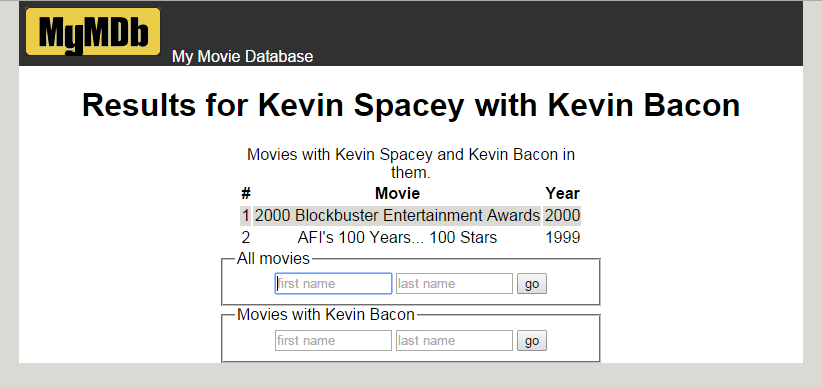 MyMDb
My Movie Database
Results for Kevin Spacey with Kevin Bacon
Movies with Kevin Spacey and Kevin Bacon in
them.
# Movie Year
1 2000 Blockbuster Entertainment Awards 2000
2 AFI's 100 Years... 100 Stars 1999
All movies
first name last name go
Movies with Kevin Bacon
first name last name go